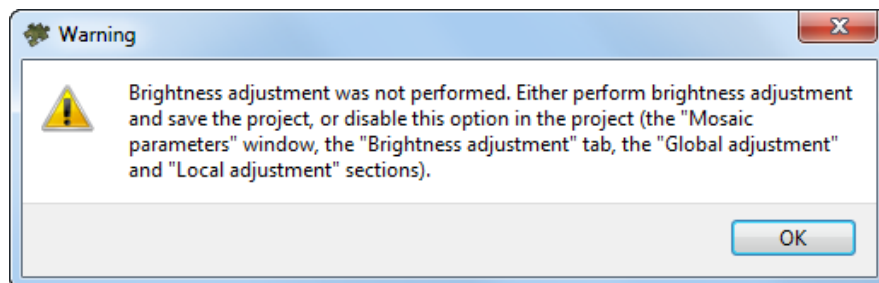 Warning
Brightness adjustment was not performed. Either perform brightness adjustment
and save the project, or disable this option in the project (the "Mosaic
parameters" window, the "Brightness adjustment" tab, the "Global adjustment"
and "Local adjustment" sections).
OK